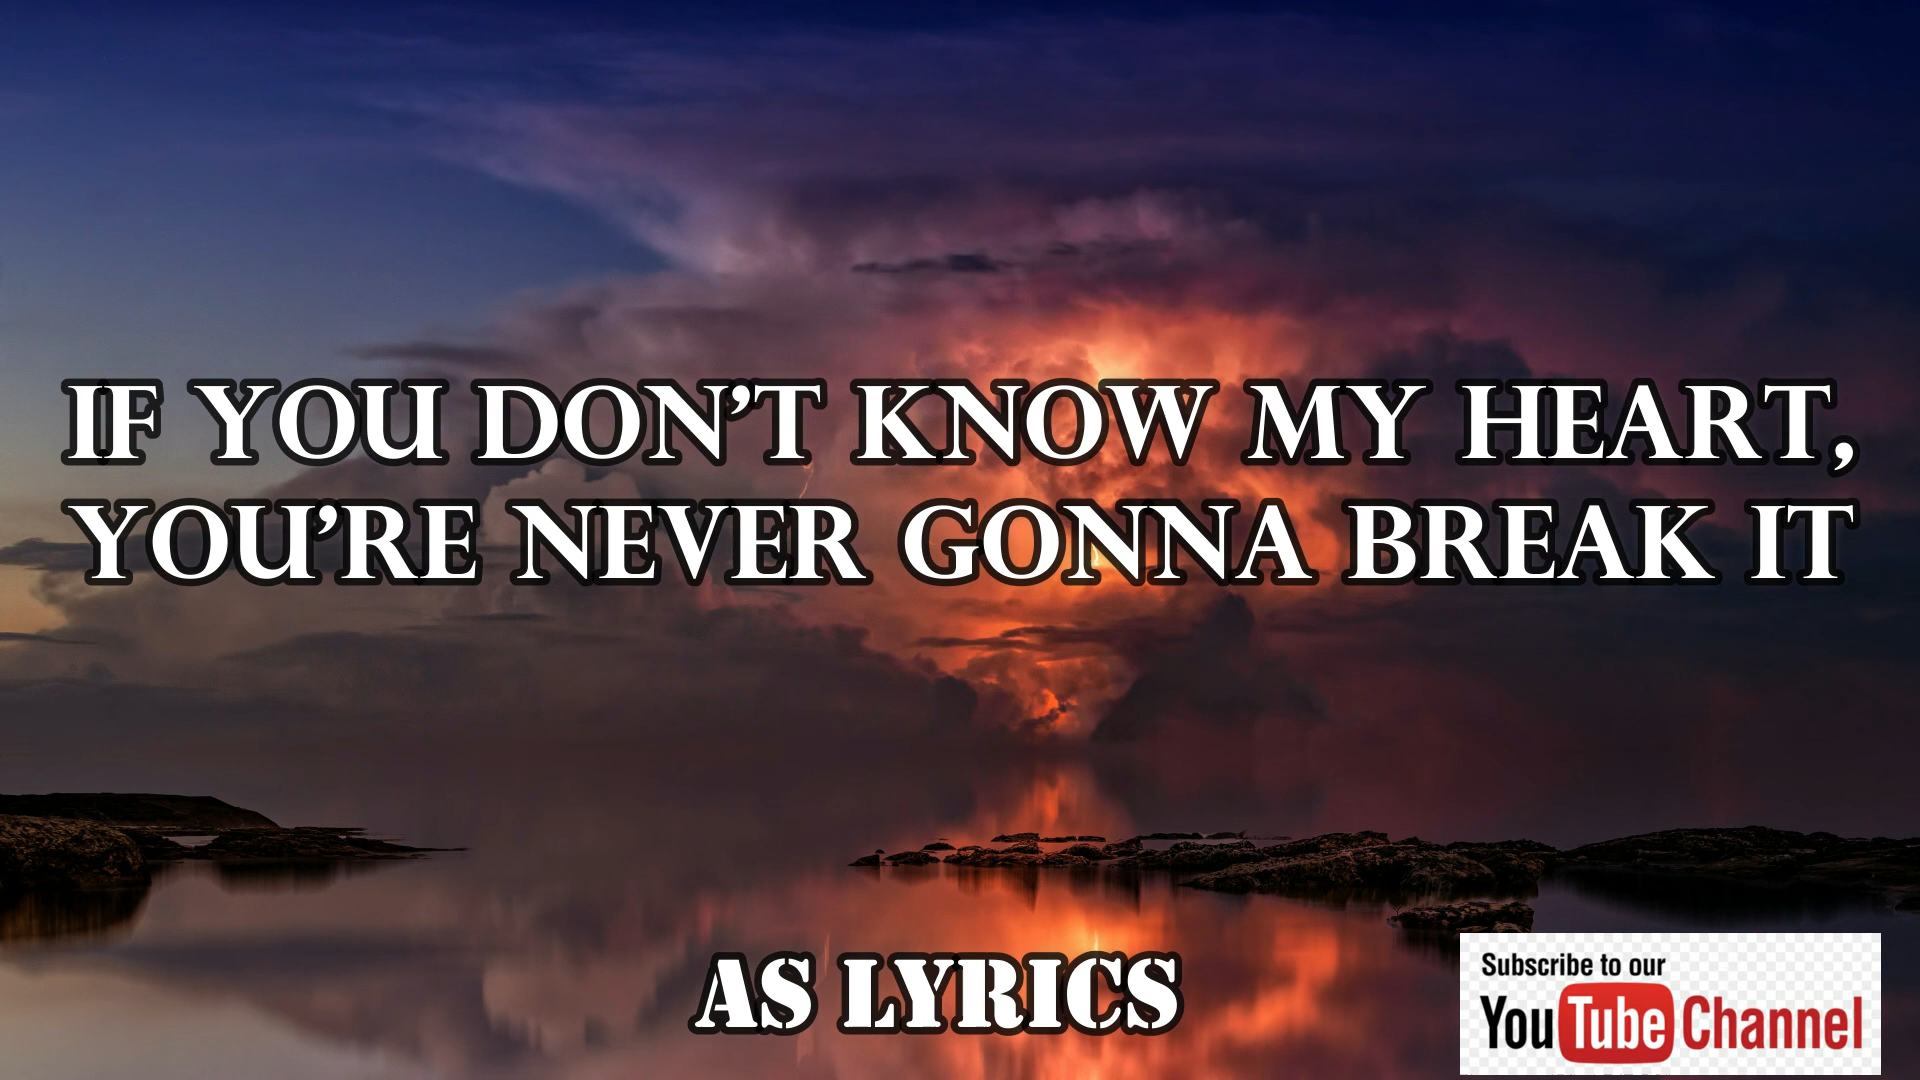 IF YOU DON'T KNOW MY HEART,
YOU'RE NEVER GONNA BREAK IT
AS LYRICS
Subscribe to our
YouTube Channel